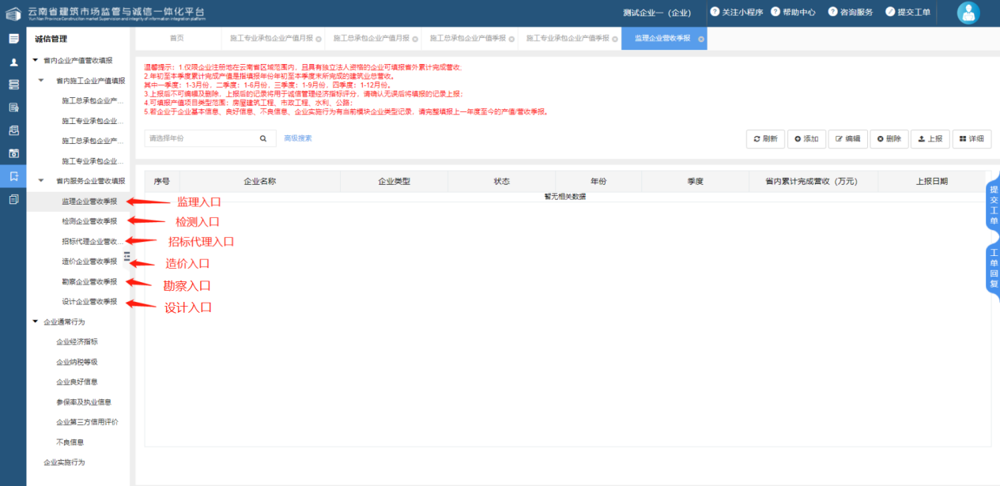 云南省建筑市场监管与诚信一体化平台
Yun Nan Province Construction market Supervision and Integrity of information integration platform
测试企业一（企业）
关注小程序
帮助中心
咨询服务
提交工单
诚信管理
首页
施工专业承包企业产值月报
施工总承包企业产值月报
施工总承包企业产值季报
施工专业承包企业产值季报
监理企业营收季报
省内企业产值营收填报
省内施工企业产值填报
施工总承包企业产...
施工专业承包企业...
施工总承包企业产...
施工专业承包企业...
省内服务企业营收填报
监理企业营收季报
检测企业营收季报
招标代理企业营收...
造价企业营收季报
勘察企业营收季报
设计企业营收季报
企业通常行为
企业经济指标
企业纳税等级
企业良好信息
参保率及执业信息
企业第三方信用评价
不良信息
企业实施行为
监理入口
检测入口
招标代理入口
造价入口
勘察入口
设计入口
温馨提示：1.仅限企业注册地在云南省区域范围内，且具有独立法人资格的企业可填报省外累计完成营收;
2.年初至本季度累计完成产值是指填报年份年初至本季度末所完成的建筑业总营收。
其中一季度：1-3月份，二季度：1-6月份，三季度：1-9月份，四季度：1-12月份。
3.上报后不可编辑及删除，上报后的记录将用于诚信管理经济指标评分，请确认无误后将填报的记录上报;
4.可填报产值项目类型范围：房屋建筑工程、市政工程、水利、公路;
5.若企业于企业基本信息、良好信息、不良信息、企业实施行为有当前模块企业类型记录，请完整填报上一年度至今的产值/营收季报。
请选择年份
高级搜索
刷新
添加
编辑
删除
上报
详细
序号
企业名称
企业类型
状态
年份
季度
省内累计完成营收（万元）
上报日期
暂无相关数据
提交工单
工单回复